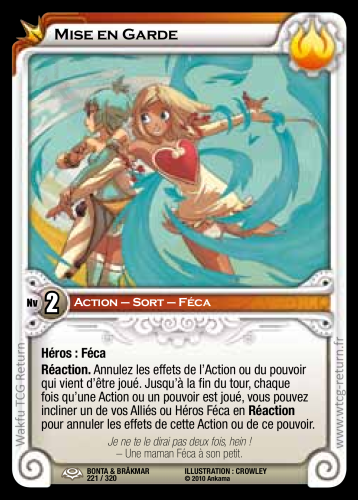 Mise en Garde
Nv 2
Action – Sort – Féca
Héros : Féca
Réaction. Annulez les effets de l'Action ou du pouvoir
qui vient d'être joué. Jusqu'à la fin du tour, chaque
fois qu'une Action ou un pouvoir est joué, vous pouvez
incliner un de vos Alliés ou Héros Féca en Réaction
pour annuler les effets de cette Action ou de ce pouvoir.
Je ne te le dirai pas deux fois, hein !
– Une maman Féca à son petit.
BONTA & BRÂKMAR
221 / 320
ILLUSTRATION : CROWLEY
© 2010 Ankama
Wakfu TCG Return
www.wtcg-return.fr